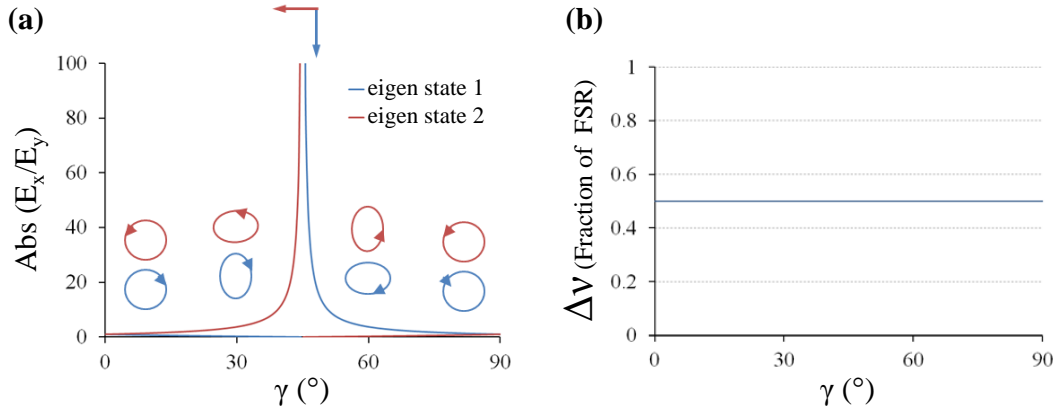 (a)
Abs (Ex/Ey)
100
80
60
40
20
0
0 30 60 90
γ (°)
eigen state 1
eigen state 2
(b)
Δν (Fraction of FSR)
1
0.8
0.6
0.4
0.2
0
0 30 60 90
γ (°)